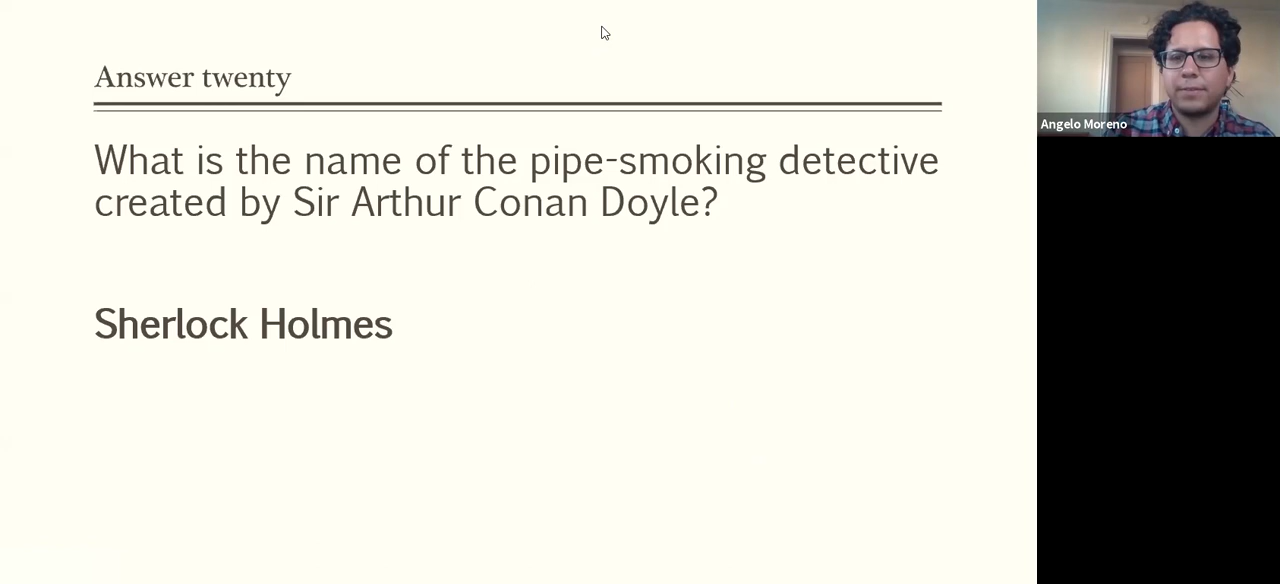 Answer twenty
What is the name of the pipe-smoking detective
created by Sir Arthur Conan Doyle?
Sherlock Holmes
Angelo Moreno